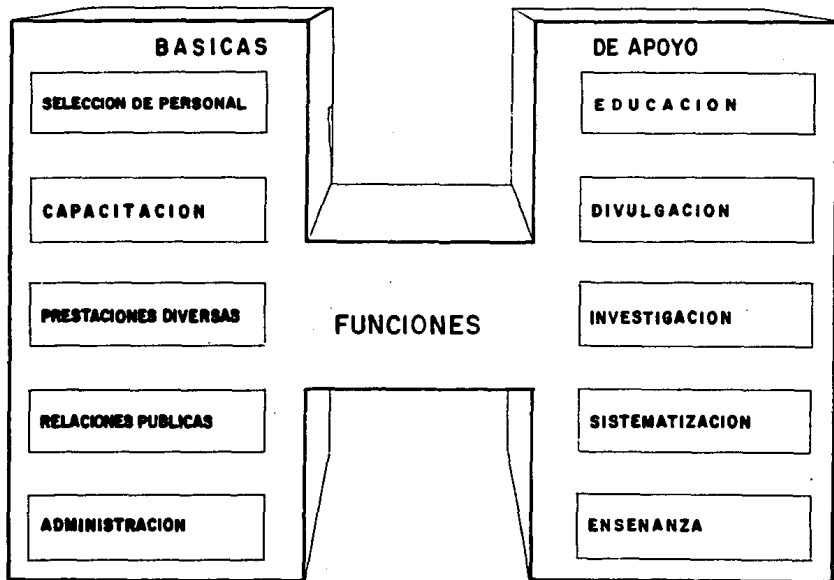 BASICAS
SELECCION DE PERSONAL
CAPACITACION
PRESTACIONES DIVERSAS
RELACIONES PUBLICAS
ADMINISTRACION
FUNCIONES
DE APOYO
EDUCACION
DIVULGACION
INVESTIGACION
SISTEMATIZACION
ENSENANZA